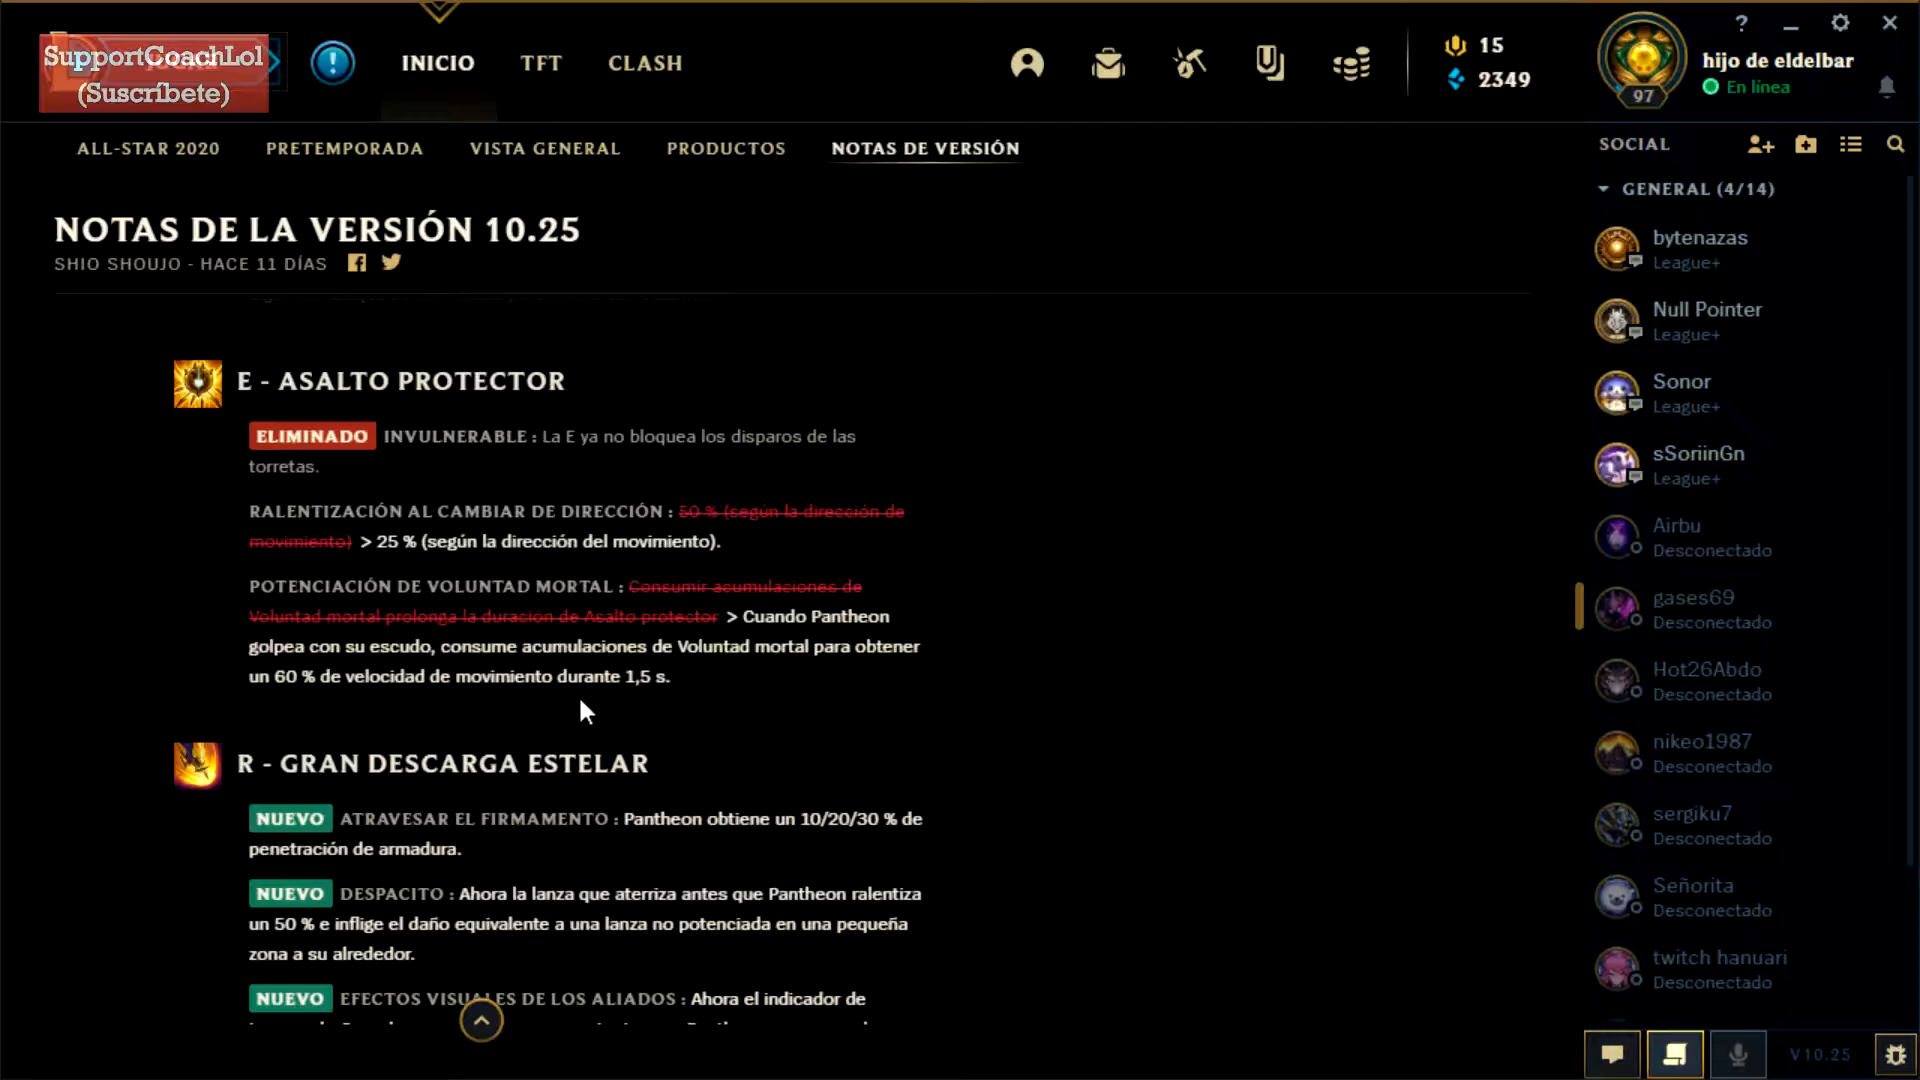 SupportCoachLol
(Suscríbete)
INICIO
TFT
CLASH
15
2349
97
?
hijo de eldelbar
En línea
ALL-STAR 2020
PRETEMPORADA
VISTA GENERAL
PRODUCTOS
NOTAS DE VERSIÓN
NOTAS DE LA VERSIÓN 10.25
SHIO SHOUJO - HACE 11 DÍAS
E - ASALTO PROTECTOR
ELIMINADO INVULNERABLE : La E ya no bloquea los disparos de las
torretas.
RALENTIZACIÓN AL CAMBIAR DE DIRECCIÓN : 50 % (según la dirección de
movimiento) > 25 % (según la dirección del movimiento).
POTENCIACIÓN DE VOLUNTAD MORTAL : Consumir acumulaciones de
Voluntad mortal prolonga la duración de Asalto protector > Cuando Pantheon
golpea con su escudo, consume acumulaciones de Voluntad mortal para obtener
un 60 % de velocidad de movimiento durante 1,5 s.
R - GRAN DESCARGA ESTELAR
NUEVO ATRAVESAR EL FIRMAMENTO : Pantheon obtiene un 10/20/30 % de
penetración de armadura.
NUEVO DESPACITO : Ahora la lanza que aterriza antes que Pantheon ralentiza
un 50 % e inflige el daño equivalente a una lanza no potenciada en una pequeña
zona a su alrededor.
NUEVO EFECTOS VISUALES DE LOS ALIADOS : Ahora el indicador de
SOCIAL
GENERAL (4/14)
bytenazas
League+
Null Pointer
League+
Sonor
League+
sSoriinGn
League+
Airbu
Desconectado
gases69
Desconectado
Hot26Abdo
Desconectado
nikeo1987
Desconectado
sergiku7
Desconectado
Señorita
Desconectado
twitch hanuari
Desconectado
V10.25